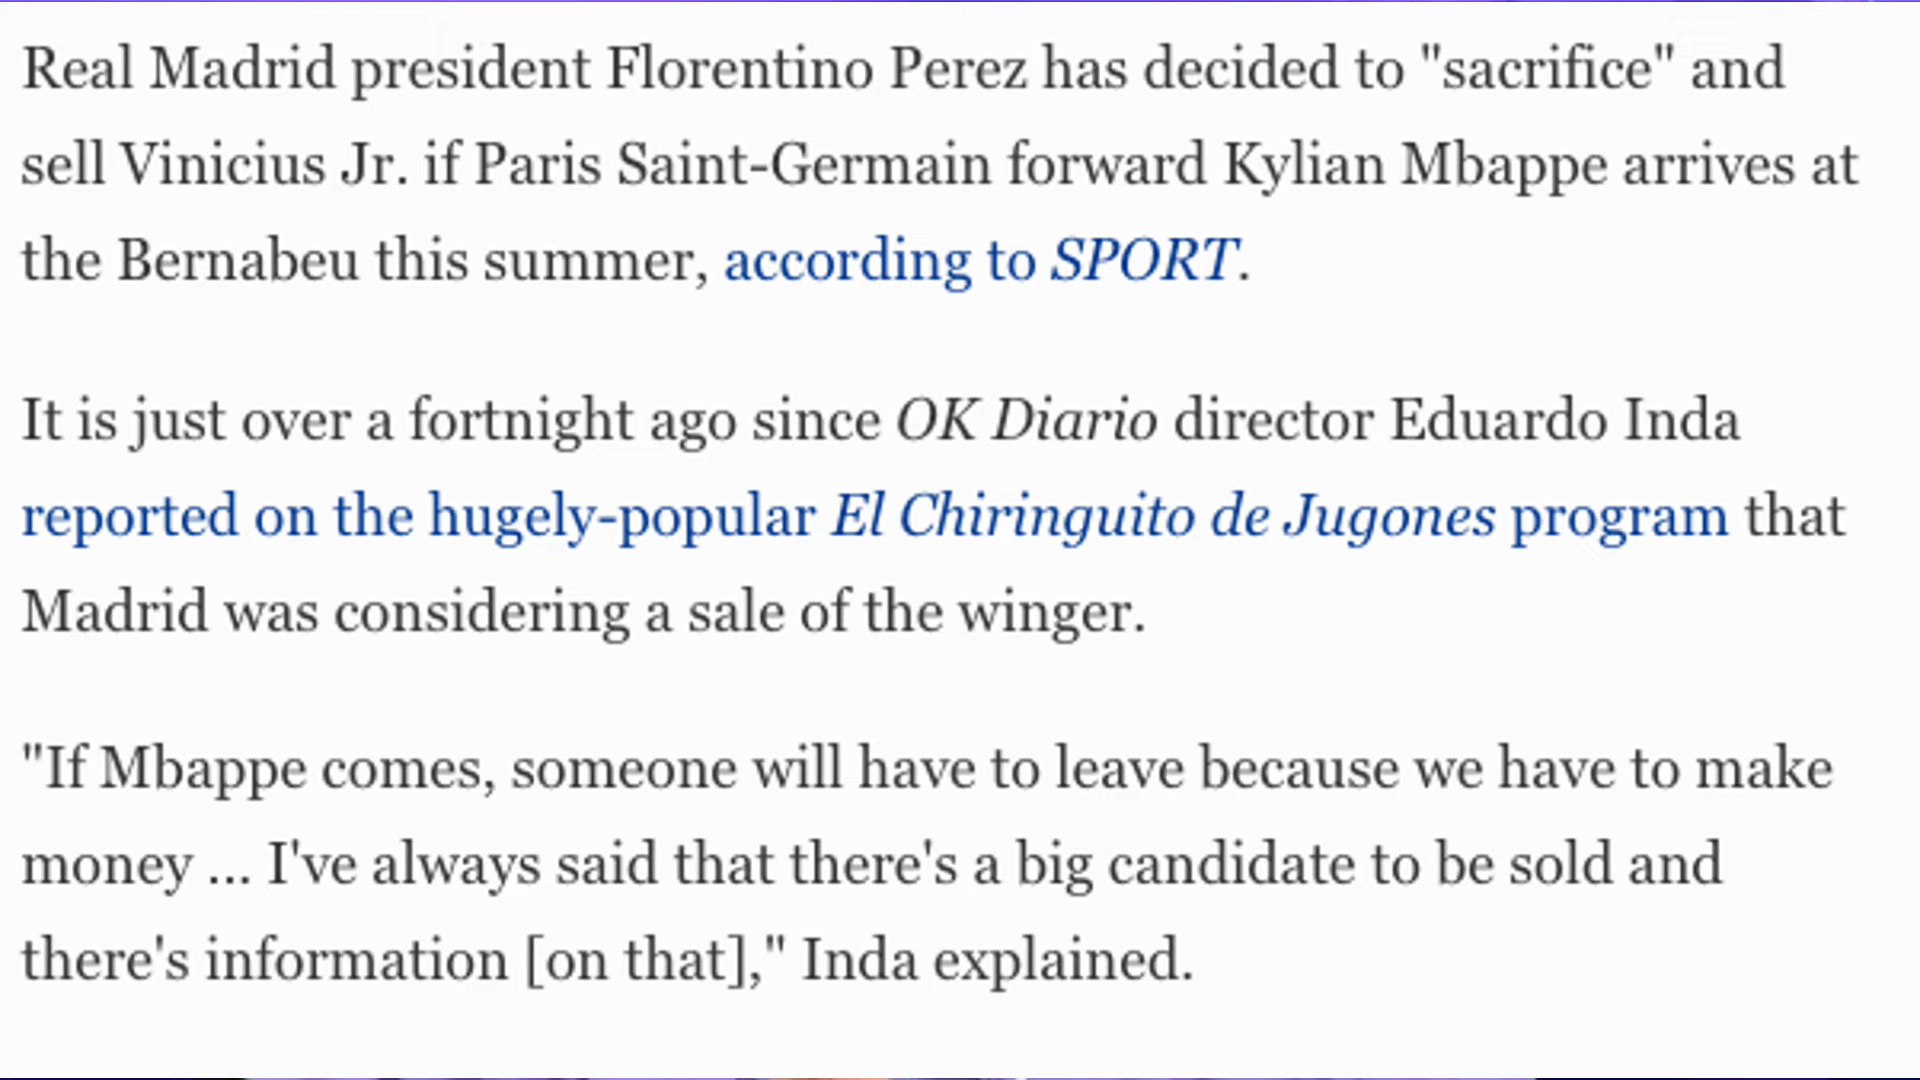 Real Madrid president Florentino Perez has decided to "sacrifice" and
sell Vinicius Jr. if Paris Saint-Germain forward Kylian Mbappe arrives at
the Bernabeu this summer, according to SPORT.
It is just over a fortnight ago since OK Diario director Eduardo Inda
reported on the hugely-popular El Chiringuito de Jugones program that
Madrid was considering a sale of the winger.
"If Mbappe comes, someone will have to leave because we have to make
money ... I've always said that there's a big candidate to be sold and
there's information [on that]," Inda explained.